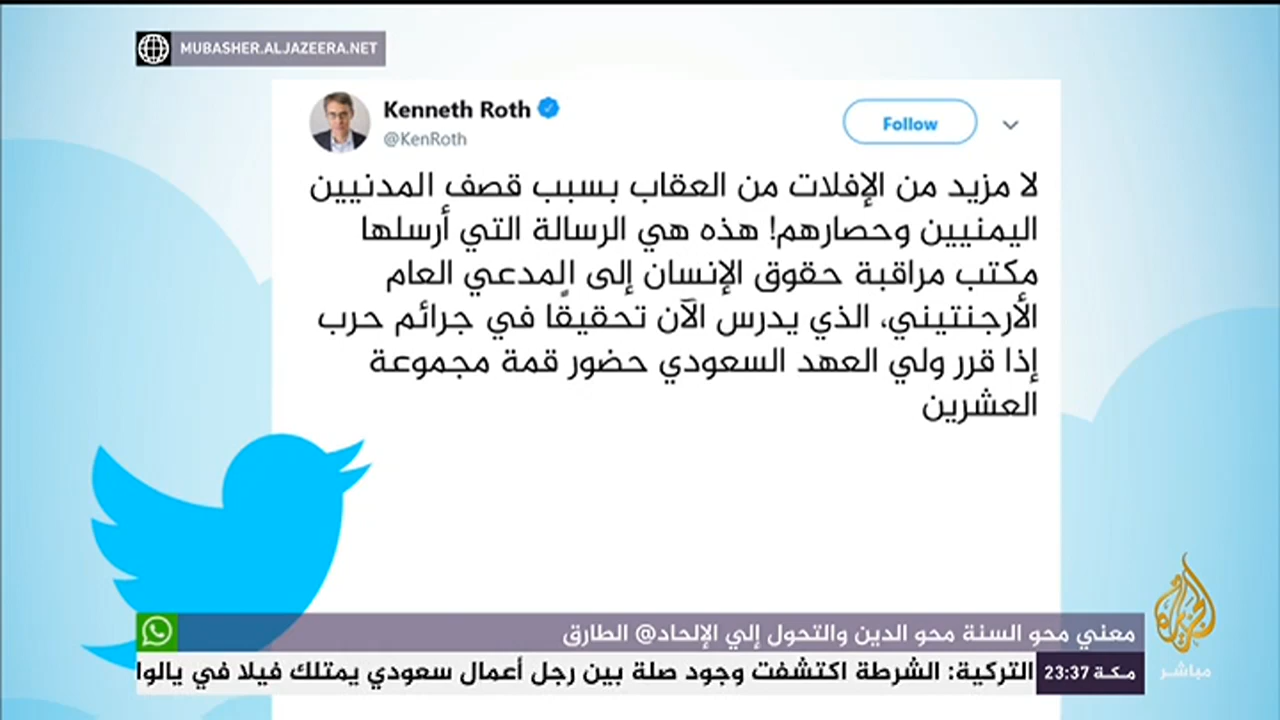 MUBASHER.ALJAZEERA.NET
Kenneth Roth
@KenRoth
Follow
لا مزيد من الإفلات من العقاب بسبب قصف المدنيين
اليمنيين وحصارهم! هذه هي الرسالة التي أرسلها
مكتب مراقبة حقوق الإنسان إلى المدعي العام
الأرجنتيني، الذي يدرس الآن تحقيقًا في جرائم حرب
إذا قرر ولي العهد السعودي حضور قمة مجموعة
العشرين
معني محو السنة محو الدين والتحول إلي الإلحاد@ الطارق
مكة 23:37
التركية: الشرطة اكتشفت وجود صلة بين رجل أعمال سعودي يمتلك فيلا في يالوا
الجزيرة
مباشر